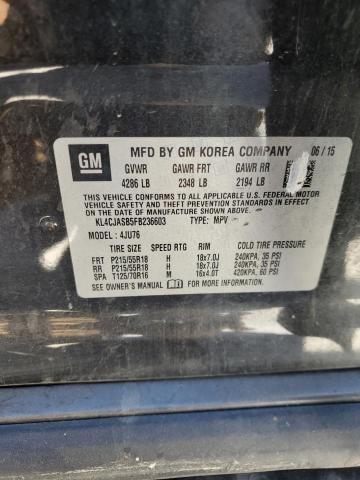 GM
MFD BY GM KOREA COMPANY 06/15
GVWR GAWR FRT GAWR RR
4286 LB 2348 LB 2194 LB
THIS VEHICLE CONFORMS TO ALL APPLICABLE U.S. FEDERAL MOTOR
VEHICLE SAFETY AND THEFT PREVENTION STANDARDS IN EFFECT ON
THE DATE OF MANUFACTURE SHOWN ABOVE.
KL4CJASB5FB236603 TYPE: MPV
MODEL: 4JU76
TIRE SIZE SPEED RTG RIM COLD TIRE PRESSURE
FRT P215/55R18 H 18x7.0J 240KPA, 35 PSI
RR P215/55R18 H 18x7.0J 240KPA, 35 PSI
SPA T125/70R16 M 16x4.0T 420KPA, 60 PSI
SEE OWNER'S MANUAL FOR MORE INFORMATION